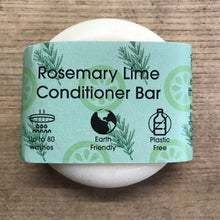 Rosemary Lime
Conditioner Bar
Up to 80
washes
Earth
Friendly
Plastic
Free